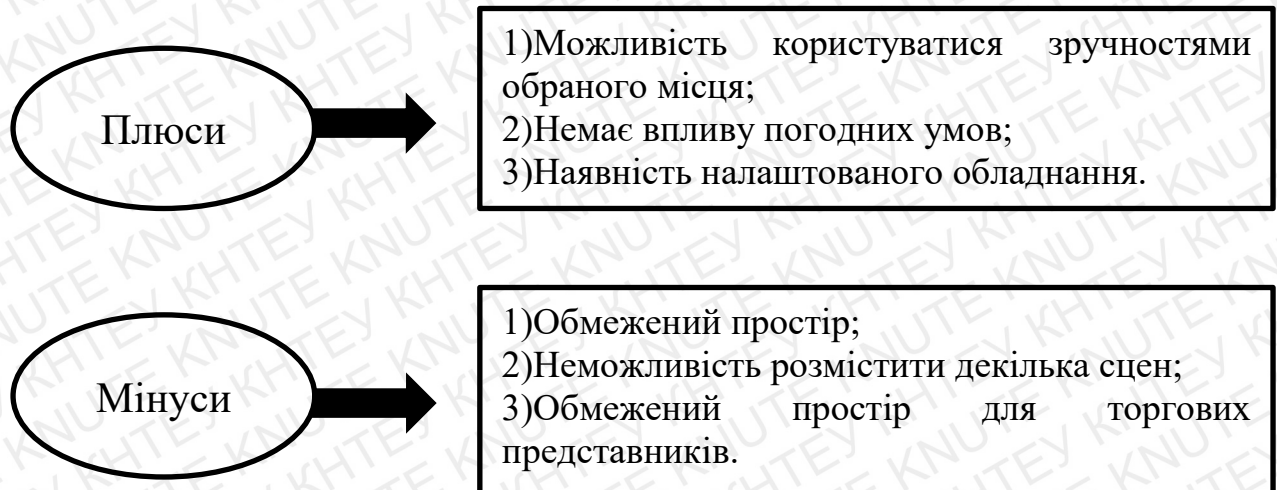 Плюси
1)Можливість користуватися зручностями
обраного місця;
2)Немає впливу погодних умов;
3)Наявність налаштованого обладнання.
Мінуси
1)Обмежений простір;
2)Неможливість розмістити декілька сцен;
3)Обмежений простір для торгових
представників.